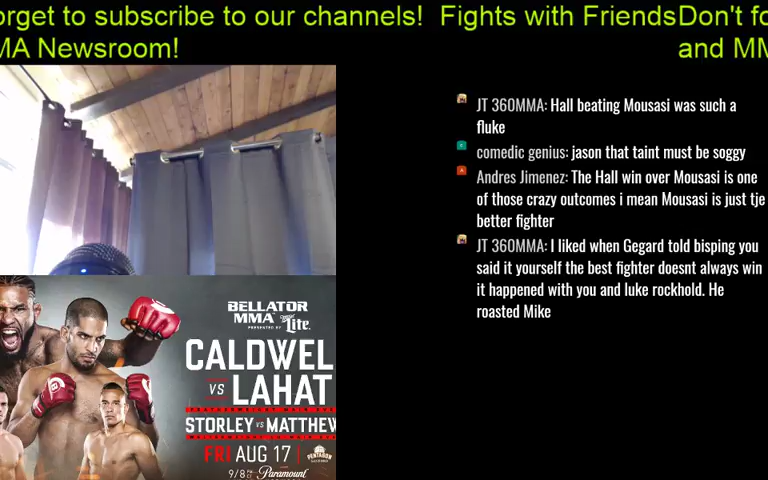 orget to subscribe to our channels! Fights with FriendsDon't fo
MA Newsroom! and MM
JT 360MMA: Hall beating Mousasi was such a
fluke
comedic genius: jason that taint must be soggy
Andres Jimenez: The Hall win over Mousasi is one
of those crazy outcomes i mean Mousasi is just tje
better fighter
JT 360MMA: I liked when Gegard told bisping you
said it yourself the best fighter doesnt always win
it happened with you and luke rockhold. He
roasted Mike
BELLATOR
MMA PRESENTED BY Lite
CALDWEL
VS LAHAT
STORLEY VS MATTHEW
FRI AUG 17
9/8 Paramount